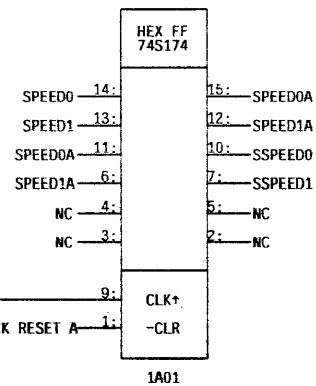 HEX FF
74S174
SPEED0 14: 15: SPEED0A
SPEED1 13: 12: SPEED1A
SPEED0A 11: 10: SSPEED0
SPEED1A 6: 7: SSPEED1
NC 4: 5: NC
NC 3: 2: NC
9: CLK↑
CK RESET A 1: -CLR
1A01